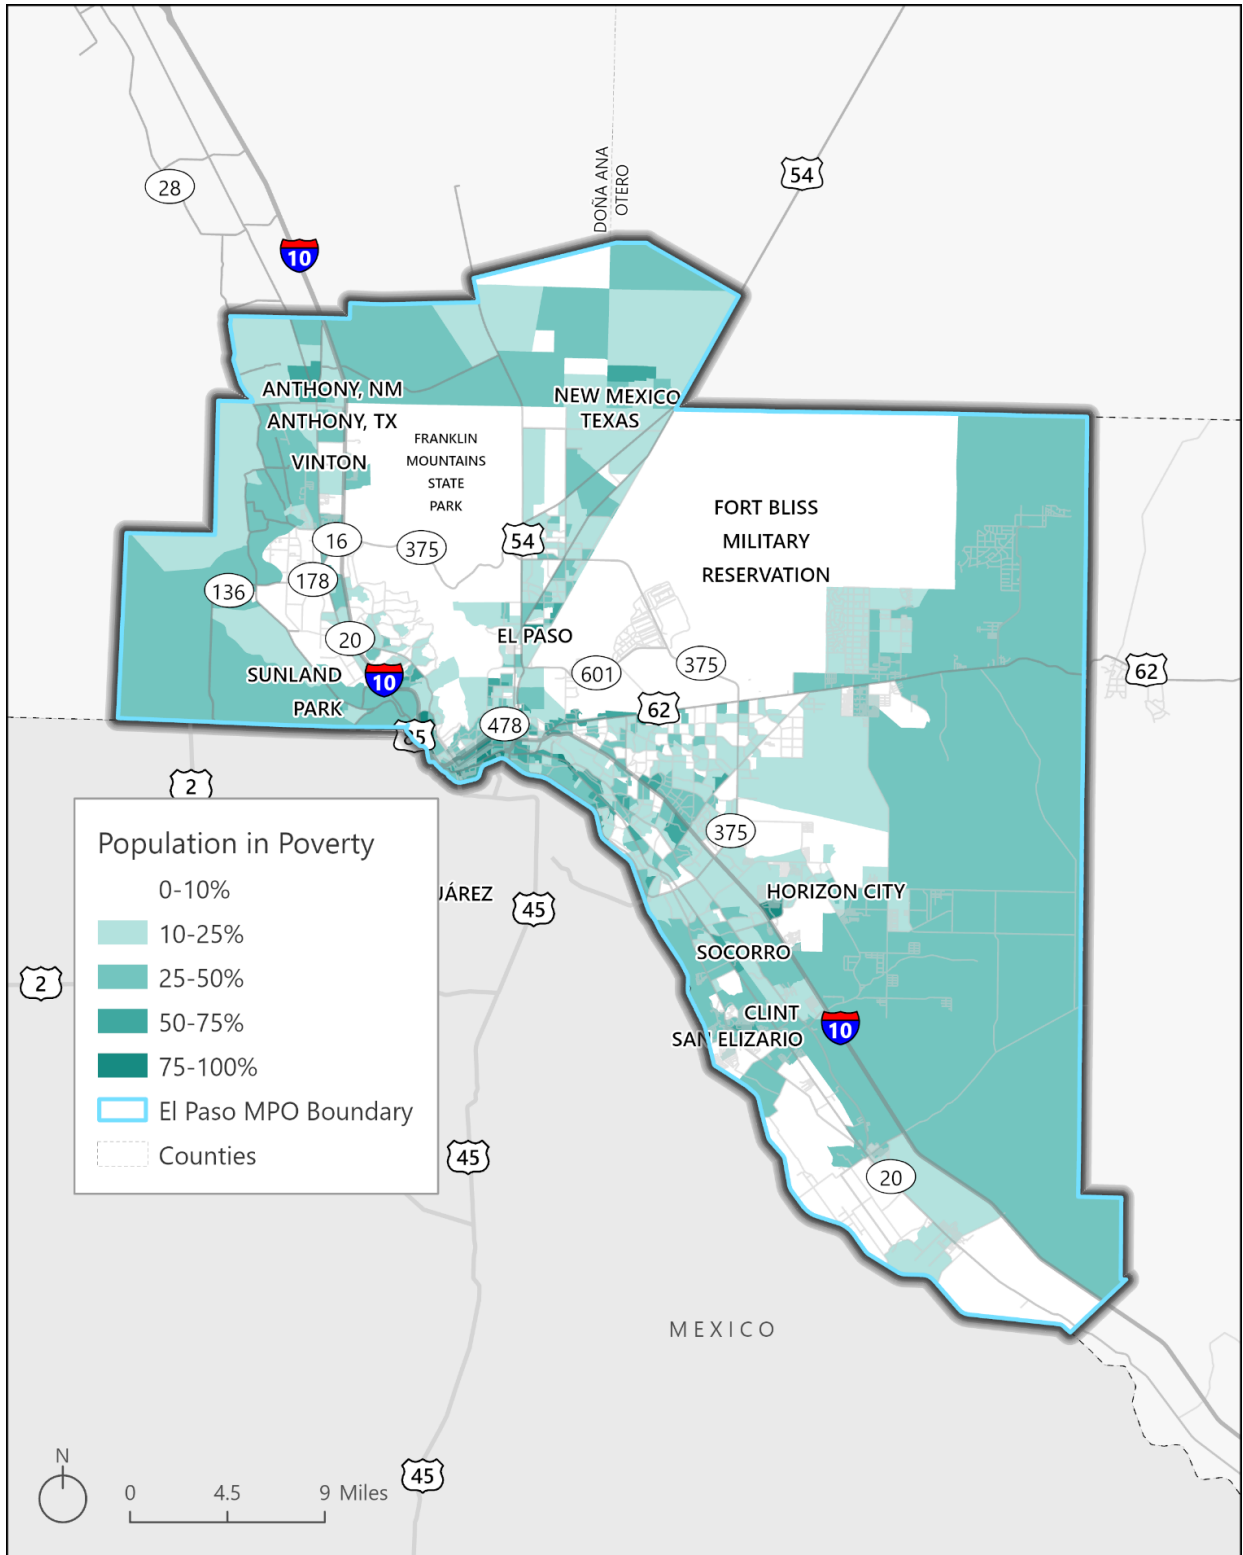 54
28
DOÑA ANA
OTERO
10
ANTHONY, NM
NEW MEXICO
ANTHONY, TX
TEXAS
FRANKLIN
MOUNTAINS
STATE
PARK
VINTON
FORT BLISS
MILITARY
RESERVATION
16
375
54
178
136
20
EL PASO
SUNLAND
PARK
10
601
375
62
62
478
85
2
375
Population in Poverty
0-10%
10-25%
25-50%
50-75%
75-100%
El Paso MPO Boundary
Counties
JÁREZ
45
HORIZON CITY
SOCORRO
2
CLINT
SAN ELIZARIO
10
45
20
MEXICO
45
N
0 4.5 9 Miles